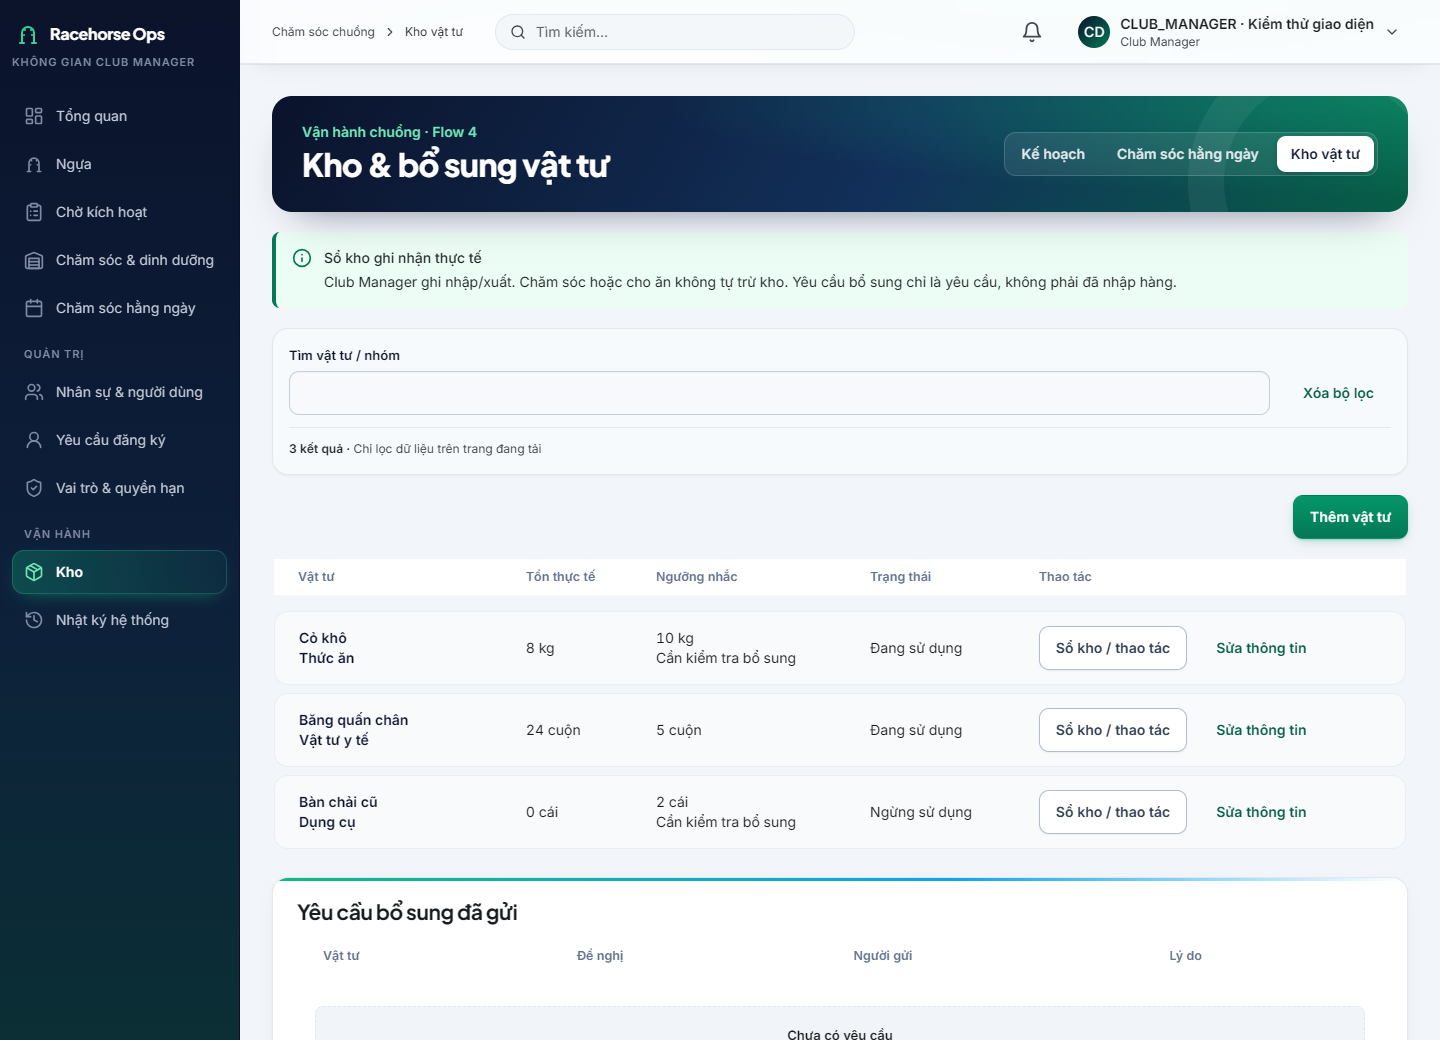 Racehorse Ops
KHÔNG GIAN CLUB MANAGER
Tổng quan
Ngựa
Chờ kích hoạt
Chăm sóc & dinh dưỡng
Chăm sóc hằng ngày
QUẢN TRỊ
Nhân sự & người dùng
Yêu cầu đăng ký
Vai trò & quyền hạn
VẬN HÀNH
Kho
Nhật ký hệ thống
Chăm sóc chuồng > Kho vật tư
Tìm kiếm...
CD
CLUB_MANAGER · Kiểm thử giao diện
Club Manager
Vận hành chuồng · Flow 4
Kho & bổ sung vật tư
Kế hoạch
Chăm sóc hằng ngày
Kho vật tư
Sổ kho ghi nhận thực tế
Club Manager ghi nhập/xuất. Chăm sóc hoặc cho ăn không tự trừ kho. Yêu cầu bổ sung chỉ là yêu cầu, không phải đã nhập hàng.
Tìm vật tư / nhóm
Xóa bộ lọc
3 kết quả · Chỉ lọc dữ liệu trên trang đang tải
Thêm vật tư
Vật tư Tồn thực tế Ngưỡng nhắc Trạng thái Thao tác
Cỏ khô
Thức ăn
8 kg
10 kg
Cần kiểm tra bổ sung
Đang sử dụng
Sổ kho / thao tác
Sửa thông tin
Băng quấn chân
Vật tư y tế
24 cuộn
5 cuộn
Đang sử dụng
Sổ kho / thao tác
Sửa thông tin
Bàn chải cũ
Dụng cụ
0 cái
2 cái
Cần kiểm tra bổ sung
Ngừng sử dụng
Sổ kho / thao tác
Sửa thông tin
Yêu cầu bổ sung đã gửi
Vật tư Đề nghị Người gửi Lý do
Chưa có yêu cầu